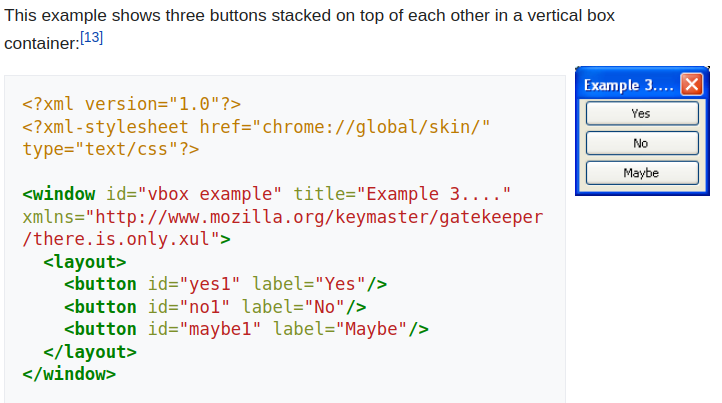 This example shows three buttons stacked on top of each other in a vertical box
container:[13]
<?xml version="1.0"?>
<?xml-stylesheet href="chrome://global/skin/"
type="text/css"?>
<window id="vbox example" title="Example 3...."
xmlns="http://www.mozilla.org/keymaster/gatekeeper
/there.is.only.xul">
<layout>
<button id="yes1" label="Yes"/>
<button id="no1" label="No"/>
<button id="maybe1" label="Maybe"/>
</layout>
</window>
Example 3....
Yes
No
Maybe